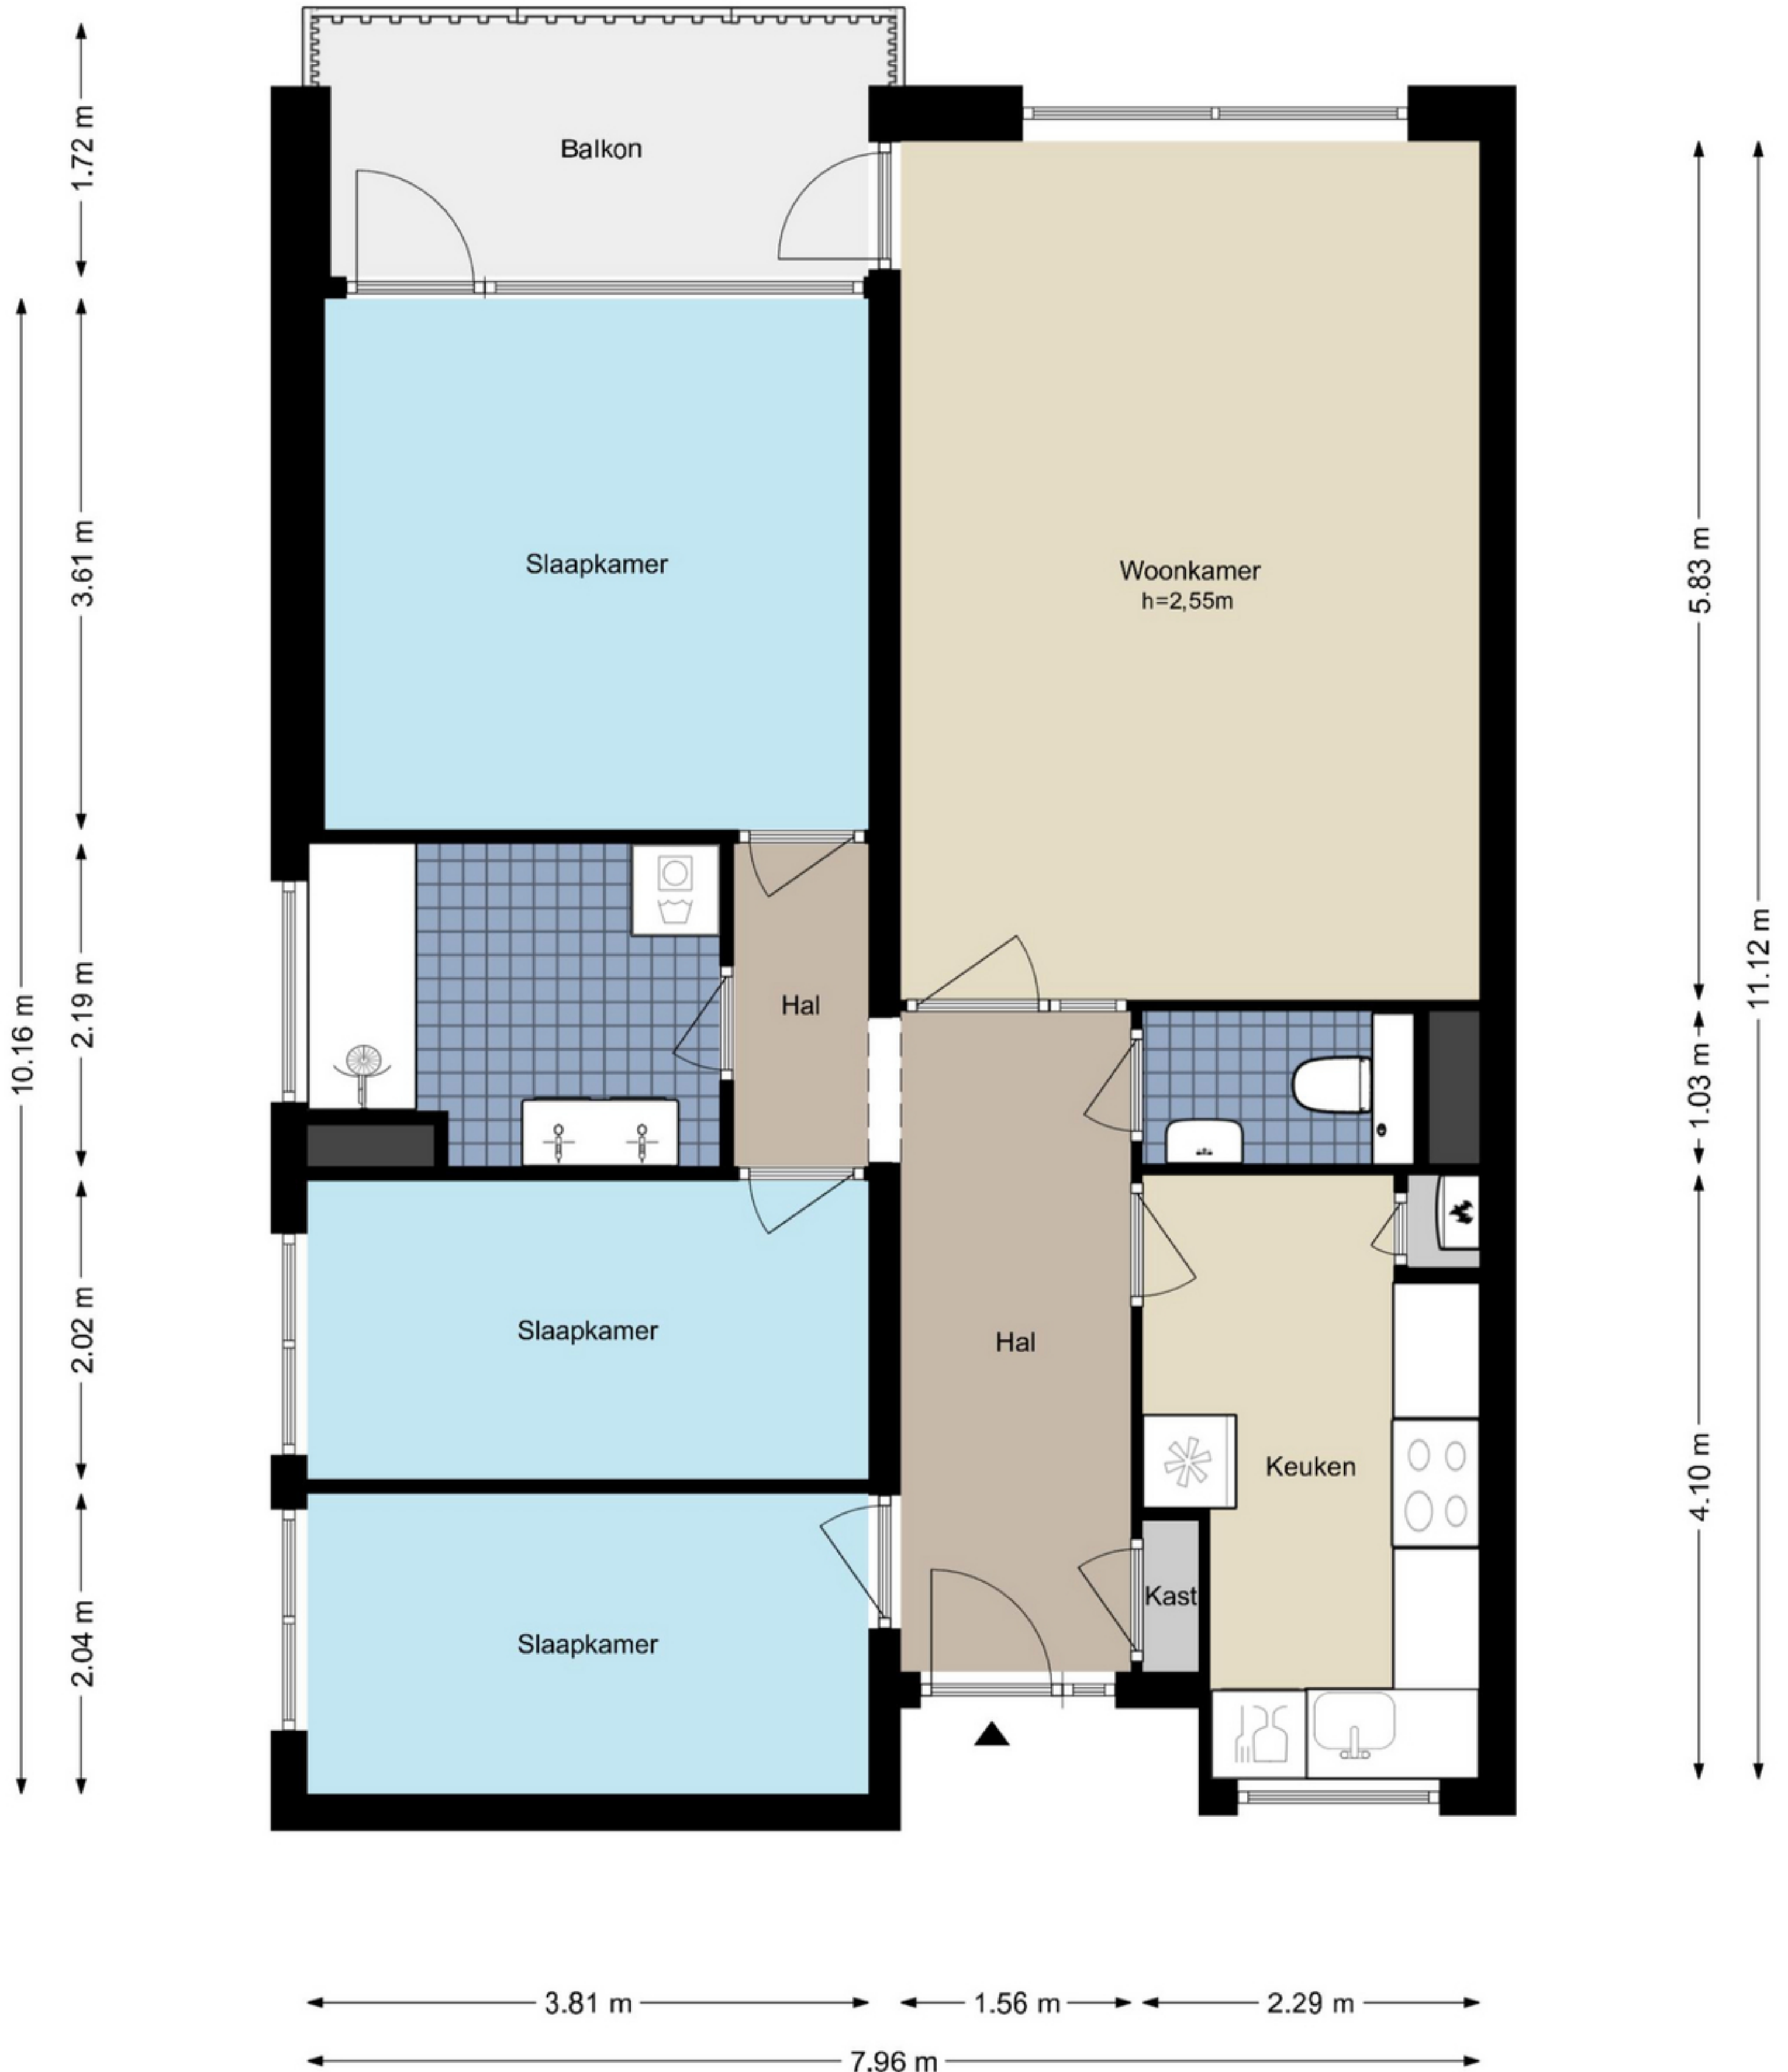 Balkon
1.72 m
Slaapkamer
3.61 m
Woonkamer
h=2,55m
5.83 m
11.12 m
10.16 m
2.19 m
Hal
1.03 m
Slaapkamer
2.02 m
Hal
Keuken
4.10 m
Kast
Slaapkamer
2.04 m
3.81 m
1.56 m
2.29 m
7.96 m